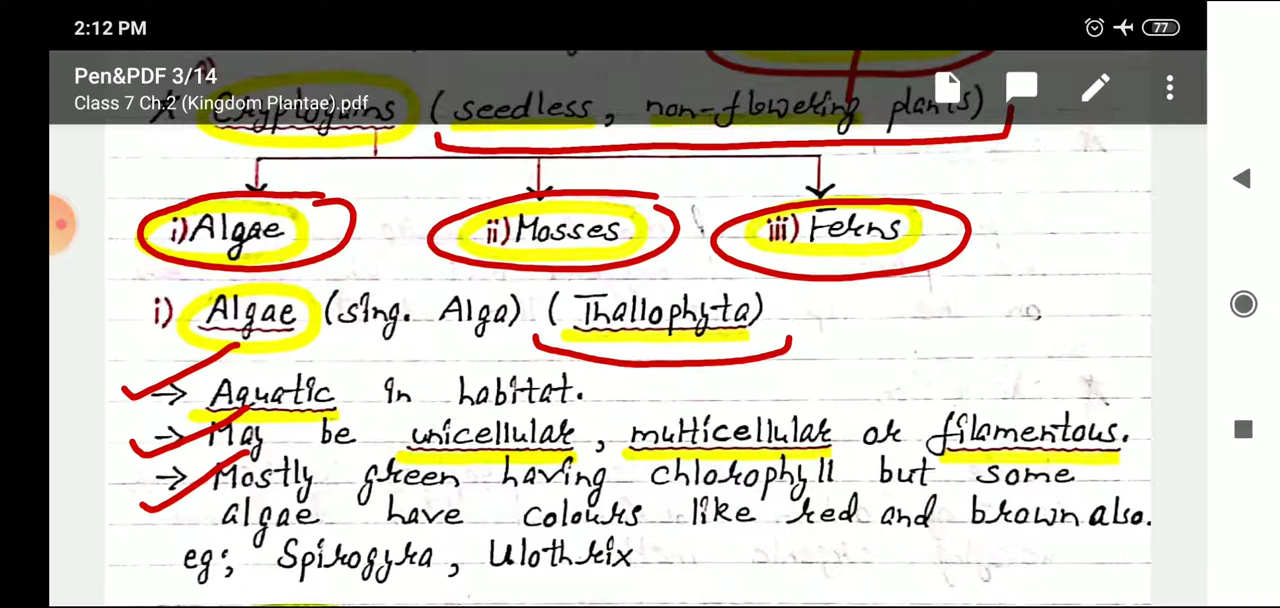 2:12 PM
77
Pen&PDF 3/14
Class 7 Ch.2 (Kingdom Plantae).pdf
Cryptogams (seedless, non-flowering plants)
i) Algae ii) Mosses iii) Ferns
i) Algae (sing. Alga) (Thallophyta)
→ Aquatic in habitat.
→ May be unicellular, multicellular or filamentous.
→ Mostly green having chlorophyll but some
algae have colours like red and brown also.
eg; Spirogyra, Ulothrix